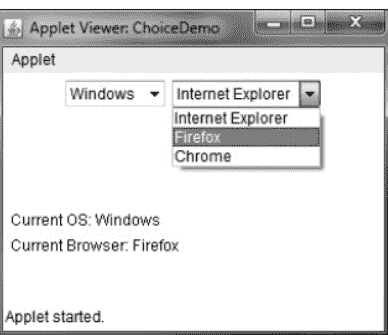 Applet Viewer: ChoiceDemo
Applet
Windows Internet Explorer
Internet Explorer
Firefox
Chrome
Current OS: Windows
Current Browser: Firefox
Applet started.